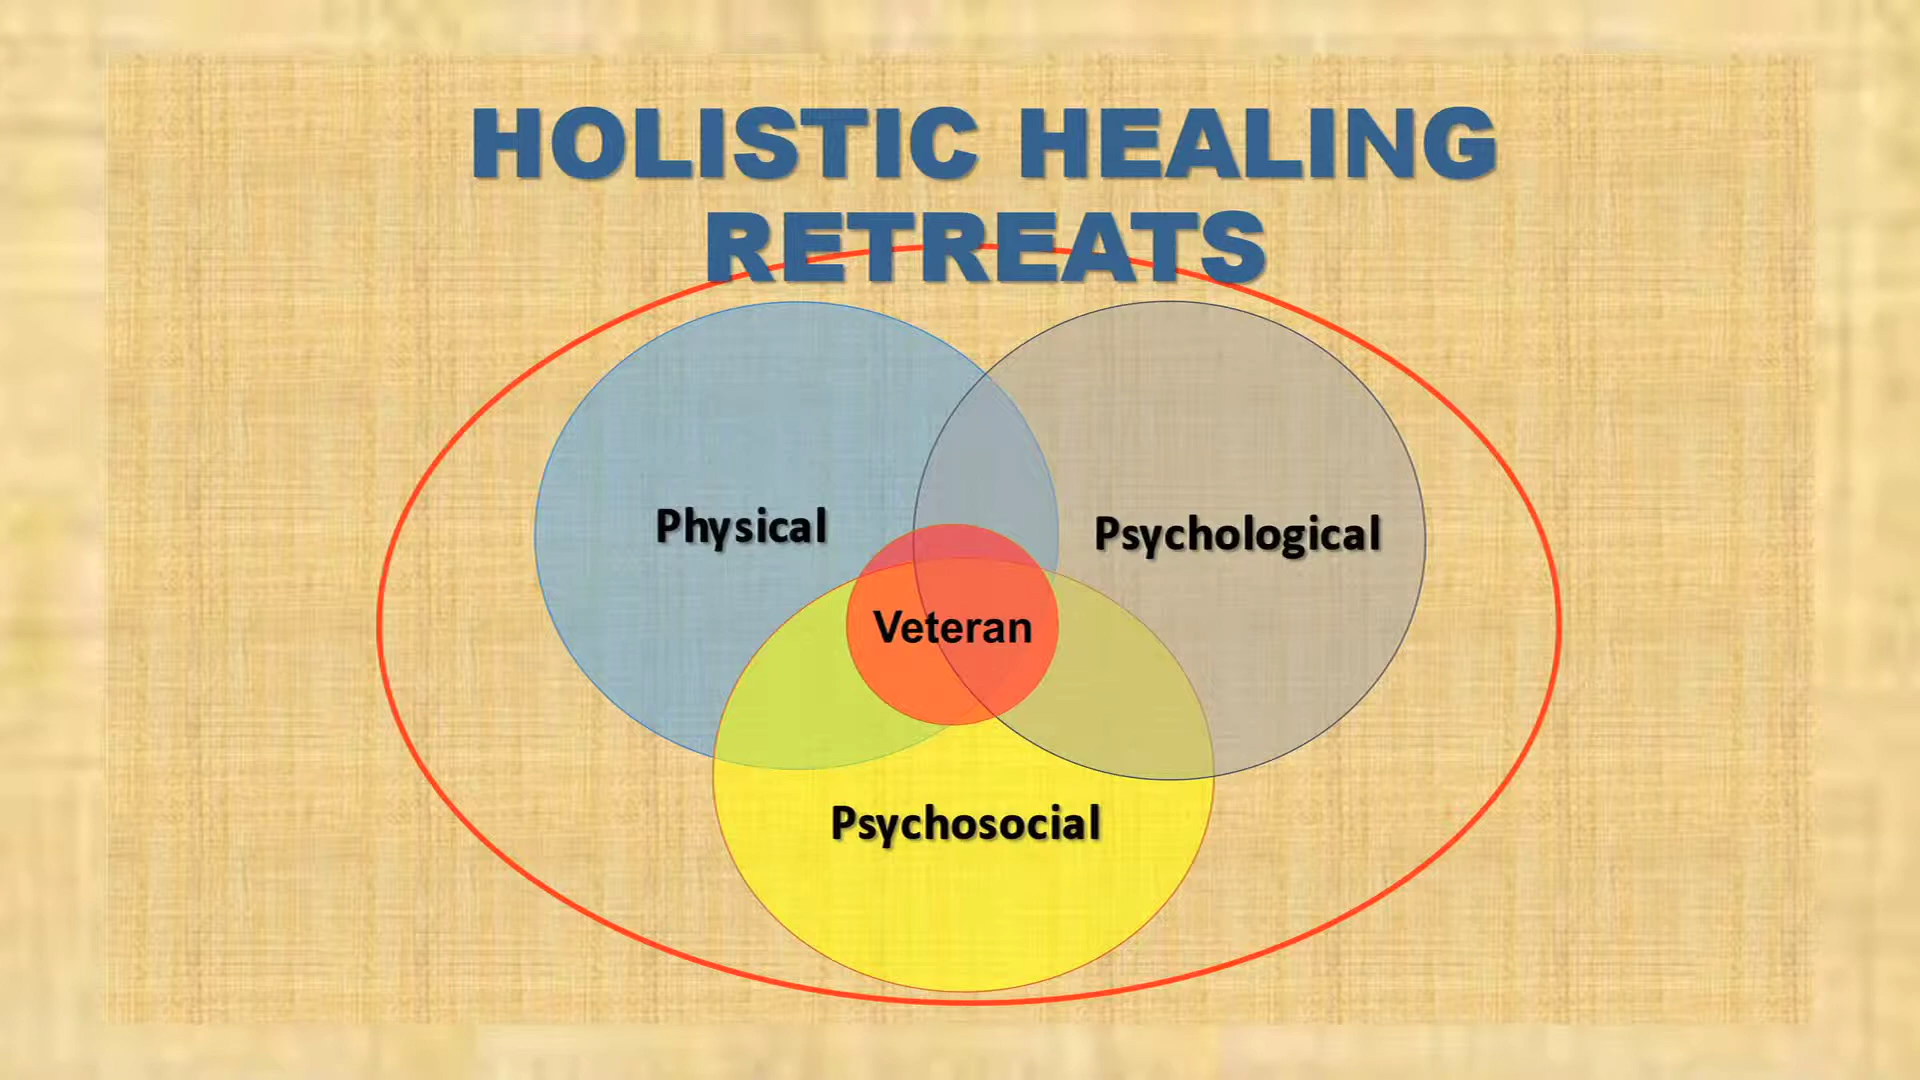 HOLISTIC HEALING
RETREATS
Physical
Psychological
Veteran
Psychosocial